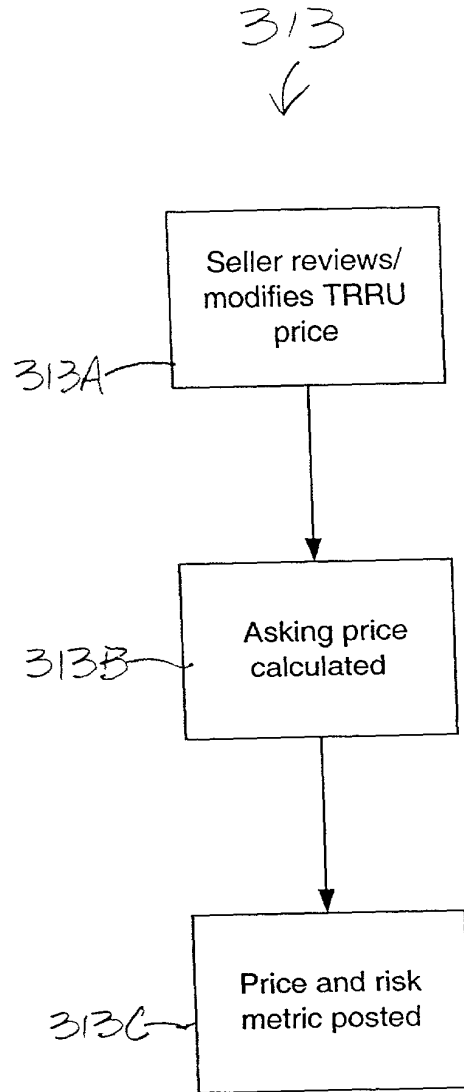 313
Seller reviews/
modifies TRRU
price
313A
Asking price
calculated
313B
Price and risk
metric posted
313C